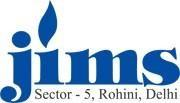 jims
Sector - 5, Rohini, Delhi